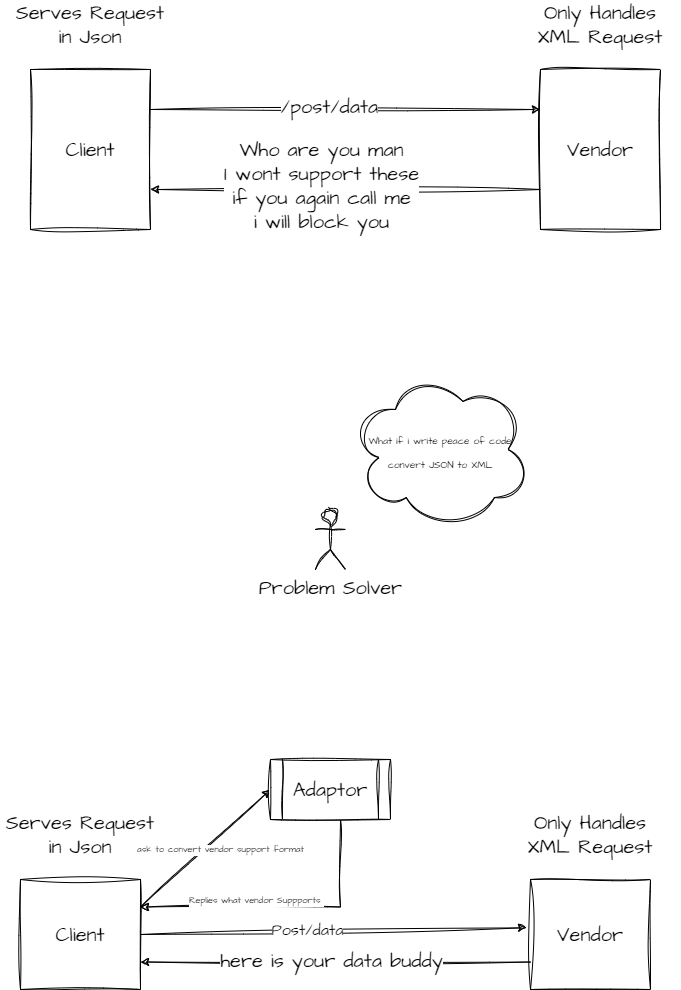 Serves Request
in Json
Only Handles
XML Request
Client
/post/data
Vendor
Who are you man
I wont support these
if you again call me
i will block you
What if i write peace of code
convert JSON to XML
Problem Solver
Adaptor
Serves Request
in Json
ask to convert vendor support format
Only Handles
XML Request
Replies what vendor Suppports
Client
Post/data
Vendor
here is your data buddy